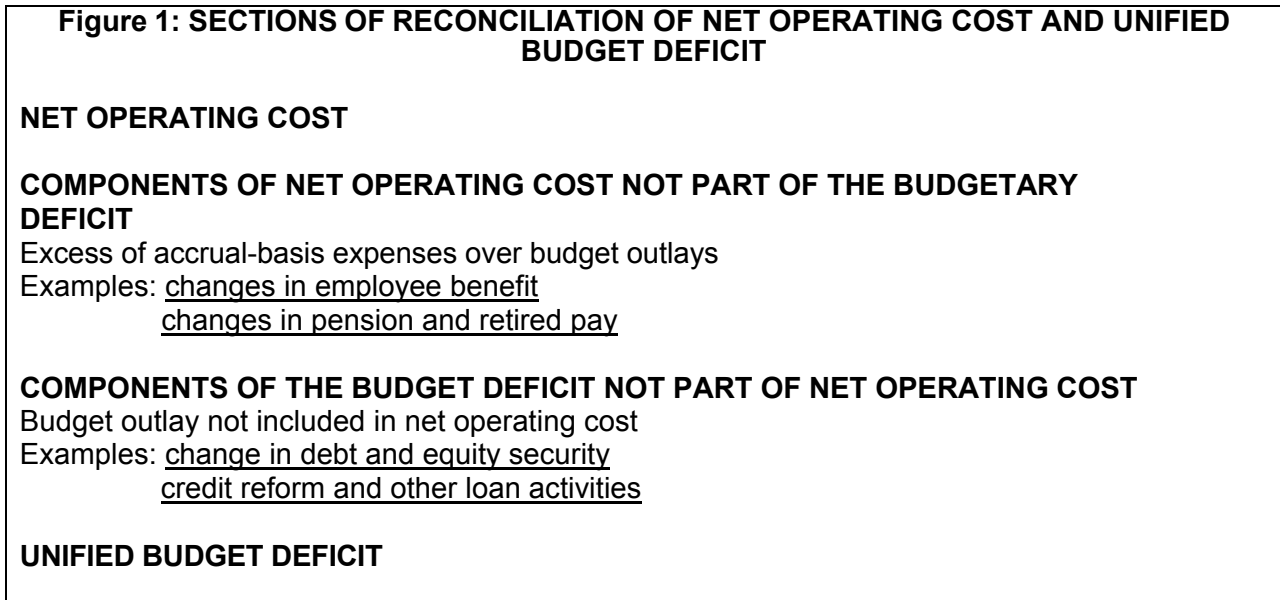 Figure 1: SECTIONS OF RECONCILIATION OF NET OPERATING COST AND UNIFIED
BUDGET DEFICIT
NET OPERATING COST
COMPONENTS OF NET OPERATING COST NOT PART OF THE BUDGETARY
DEFICIT
Excess of accrual-basis expenses over budget outlays
Examples: changes in employee benefit
changes in pension and retired pay
COMPONENTS OF THE BUDGET DEFICIT NOT PART OF NET OPERATING COST
Budget outlay not included in net operating cost
Examples: change in debt and equity security
credit reform and other loan activities
UNIFIED BUDGET DEFICIT